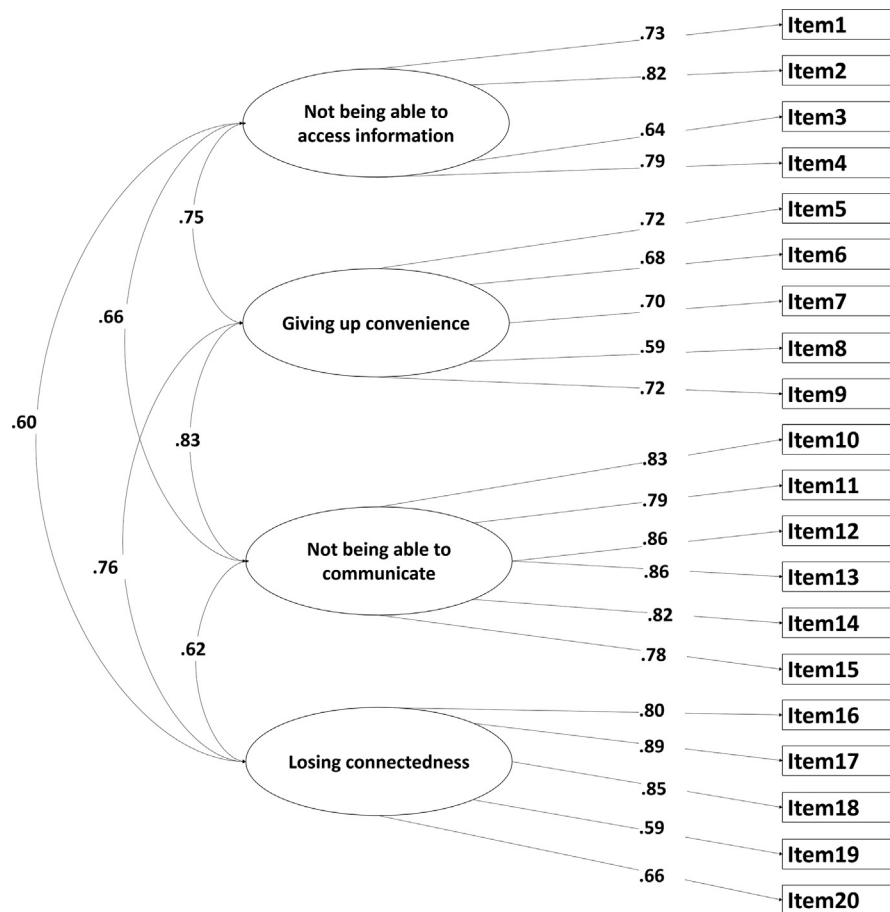 .73
Item1
.82
Item2
Not being able to
access information
.64
Item3
.79
Item4
.75
.72
Item5
.68
Item6
.66
Giving up convenience
.70
Item7
.59
Item8
.72
Item9
.60
.83
.83
Item10
.79
Item11
.86
Item12
Not being able to
communicate
.86
Item13
.76
.82
Item14
.62
.78
Item15
.80
Item16
.89
Item17
Losing connectedness
.85
Item18
.59
Item19
.66
Item20